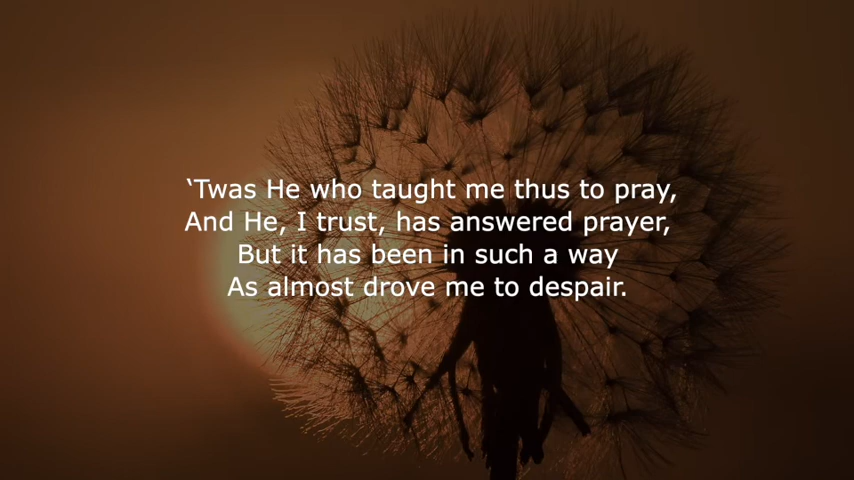 ‘Twas He who taught me thus to pray,
And He, I trust, has answered prayer,
But it has been in such a way
As almost drove me to despair.